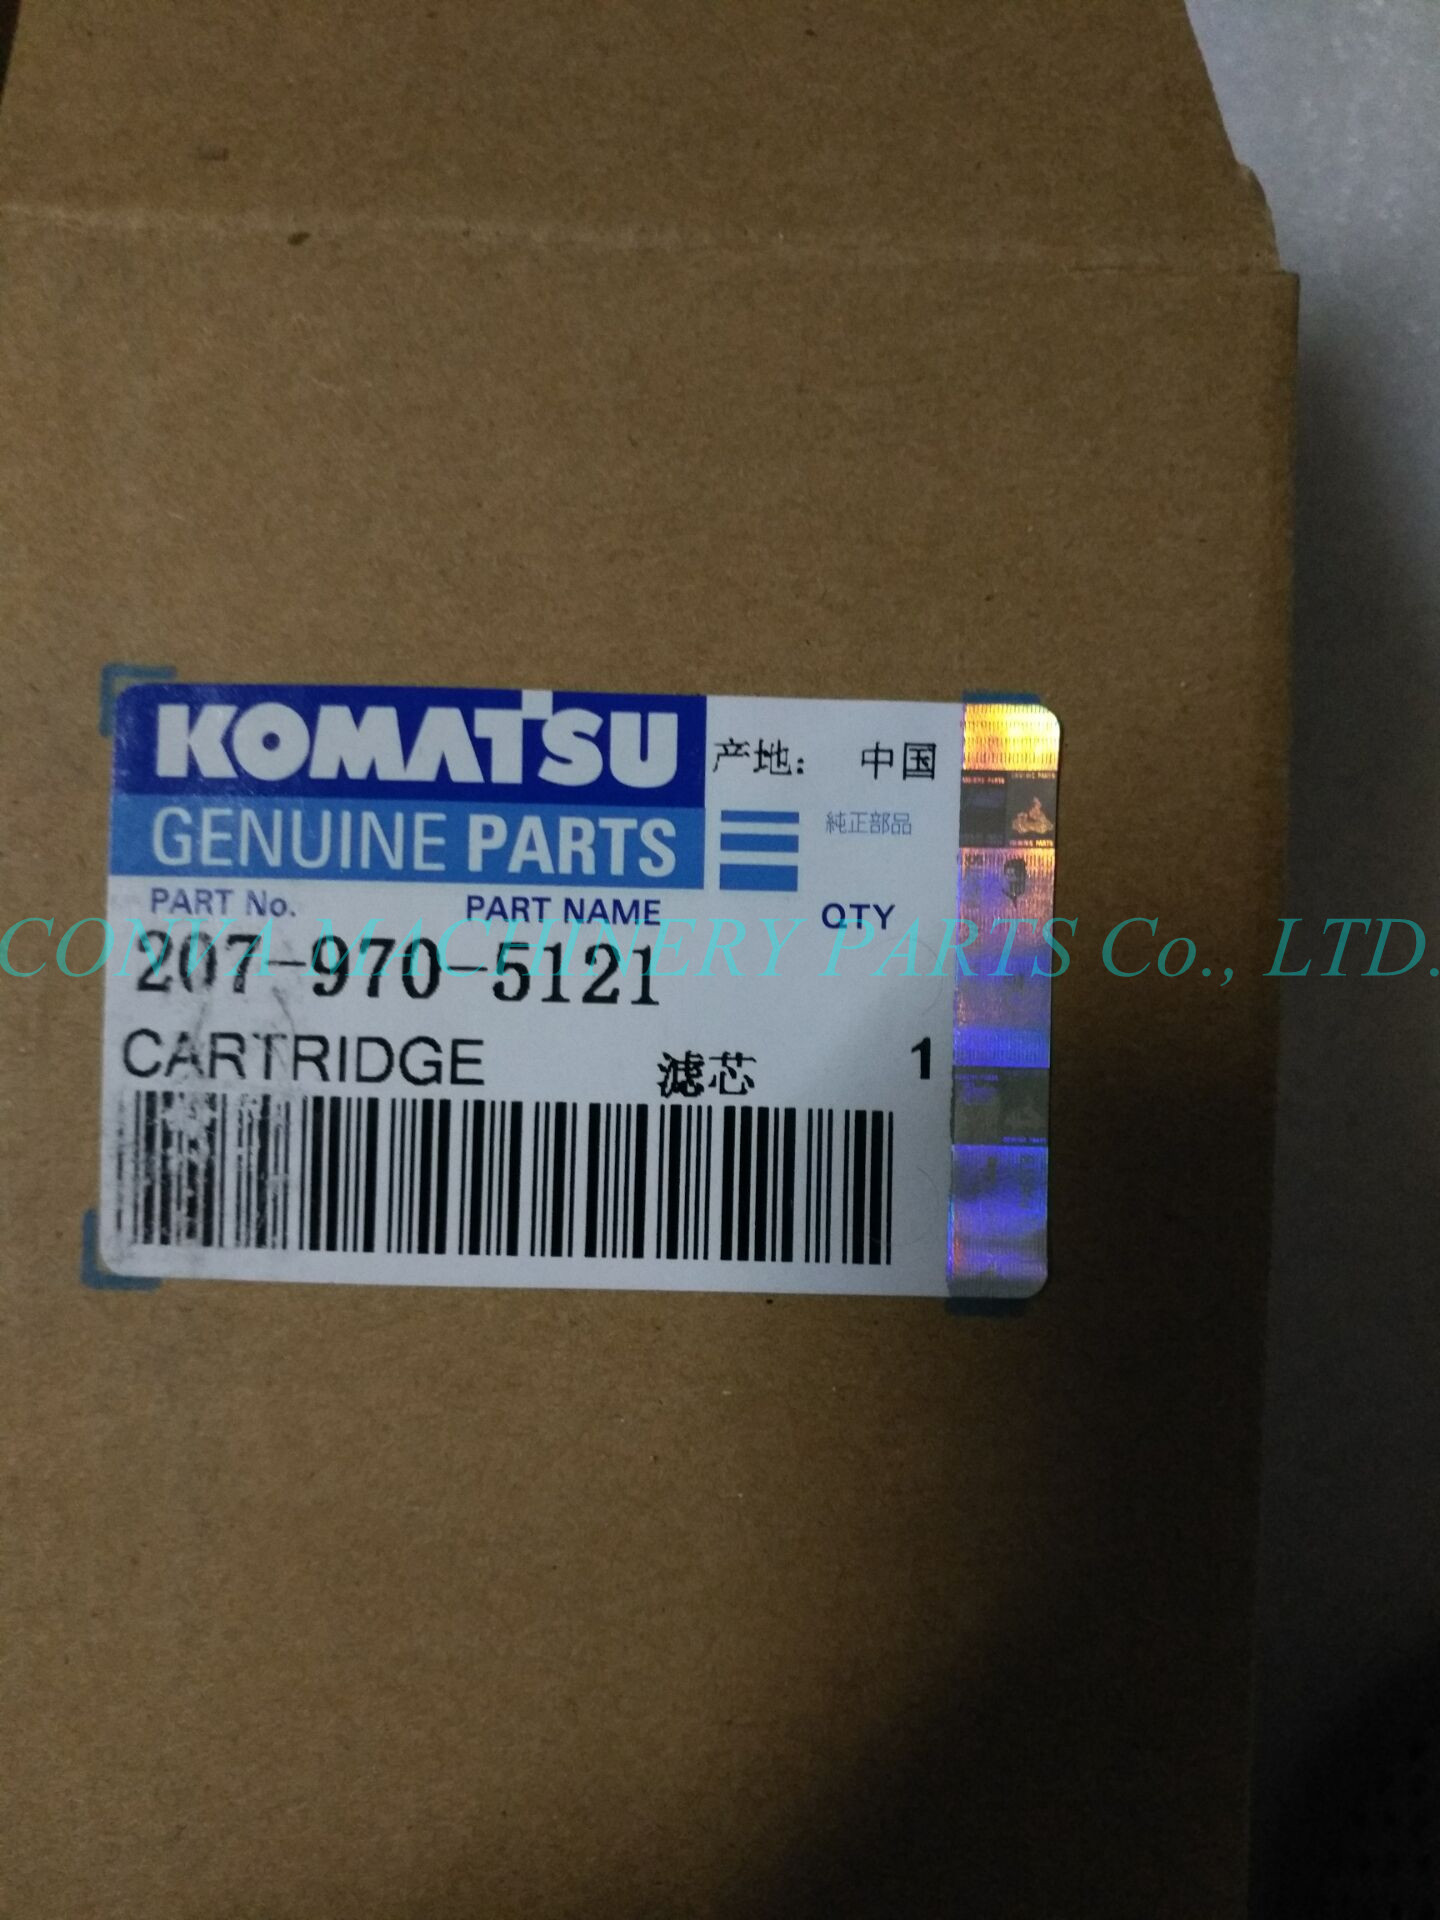 KOMATSU
产地： 中国
GENUINE PARTS
純正部品
PART No. PART NAME QTY
CONVA MACHINERY PARTS Co., LTD.
207-970-5121
CARTRIDGE 滤芯 1